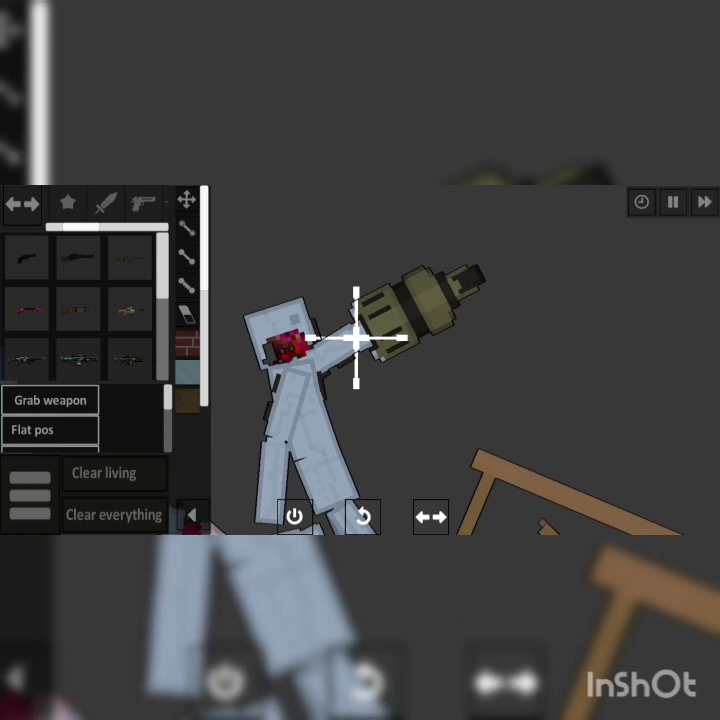 Grab weapon
Flat pos
Clear living
Clear everything
InShOt